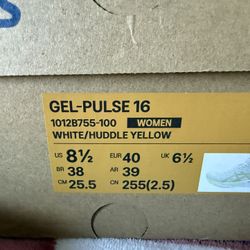 GEL-PULSE 16
1012B755-100 WOMEN
WHITE/HUDDLE YELLOW
US 8½ EUR 40 UK 6½
BR 38 AR 39
CM 25.5 CN 255(2.5)